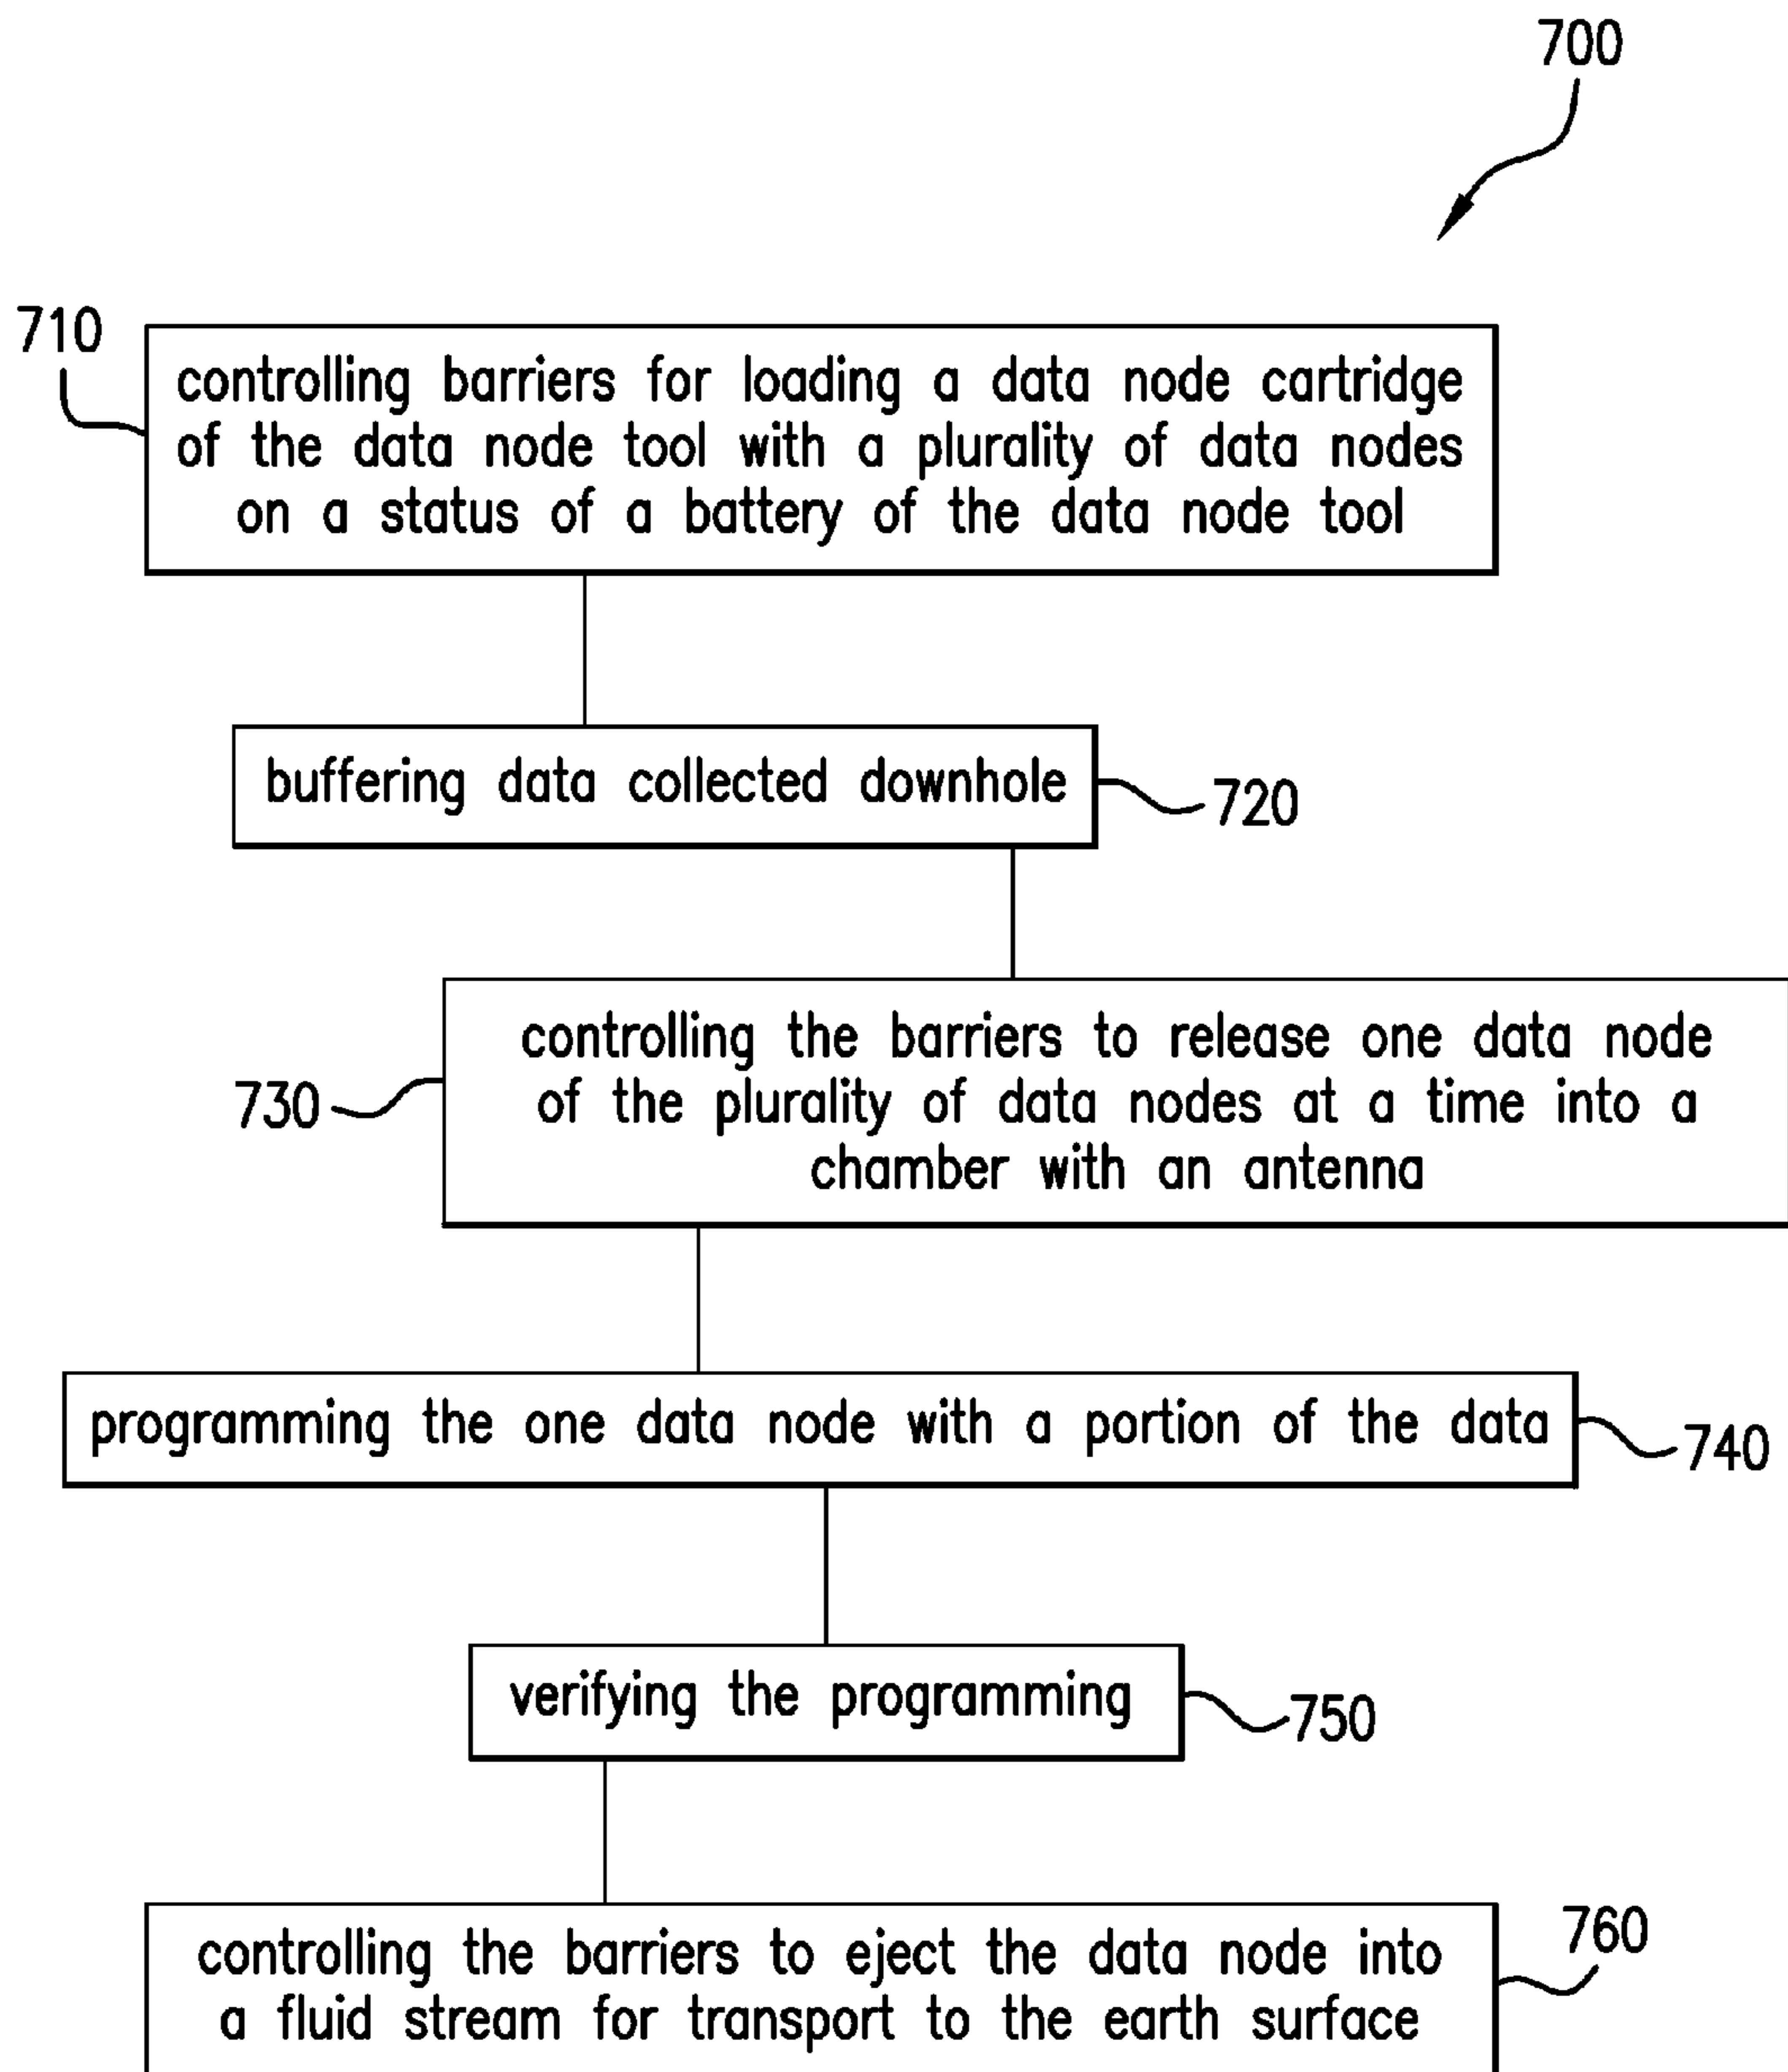 700
710
controlling barriers for loading a data node cartridge
of the data node tool with a plurality of data nodes
on a status of a battery of the data node tool
buffering data collected downhole
720
controlling the barriers to release one data node
of the plurality of data nodes at a time into a
chamber with an antenna
730
programming the one data node with a portion of the data
740
verifying the programming
750
controlling the barriers to eject the data node into
a fluid stream for transport to the earth surface
760